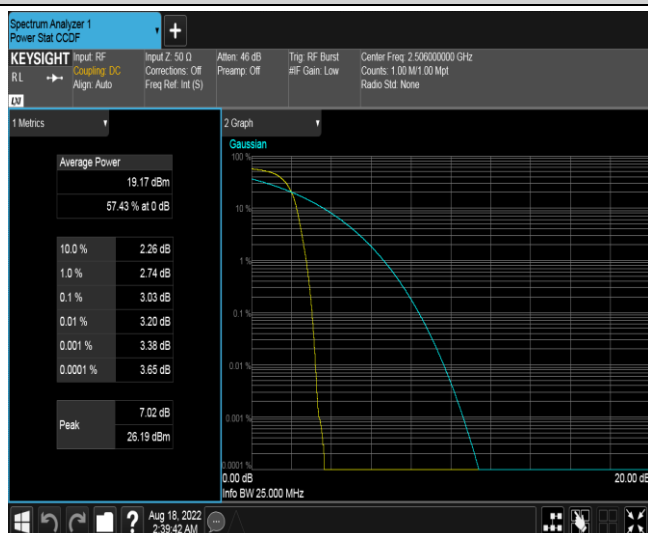 Spectrum Analyzer 1
Power Stat CCDF
KEYSIGHT
R L
LXI
Input: RF
Coupling: DC
Align: Auto
Input Z: 50 Ω
Corrections: Off
Freq Ref: Int (S)
Atten: 46 dB
Preamp: Off
Trig: RF Burst
#IF Gain: Low
Center Freq: 2.506000000 GHz
Counts: 1.00 M/1.00 Mpt
Radio Std: None
1 Metrics
Average Power
19.17 dBm
57.43 % at 0 dB
10.0 % 2.26 dB
1.0 % 2.74 dB
0.1 % 3.03 dB
0.01 % 3.20 dB
0.001 % 3.38 dB
0.0001 % 3.65 dB
Peak
7.02 dB
26.19 dBm
2 Graph
Gaussian
100 %
10 %
1 %
0.1 %
0.01 %
0.001 %
0.0001 %
0.00 dB 20.00 dB
Info BW 25.000 MHz
? Aug 18, 2022
2:39:42 AM